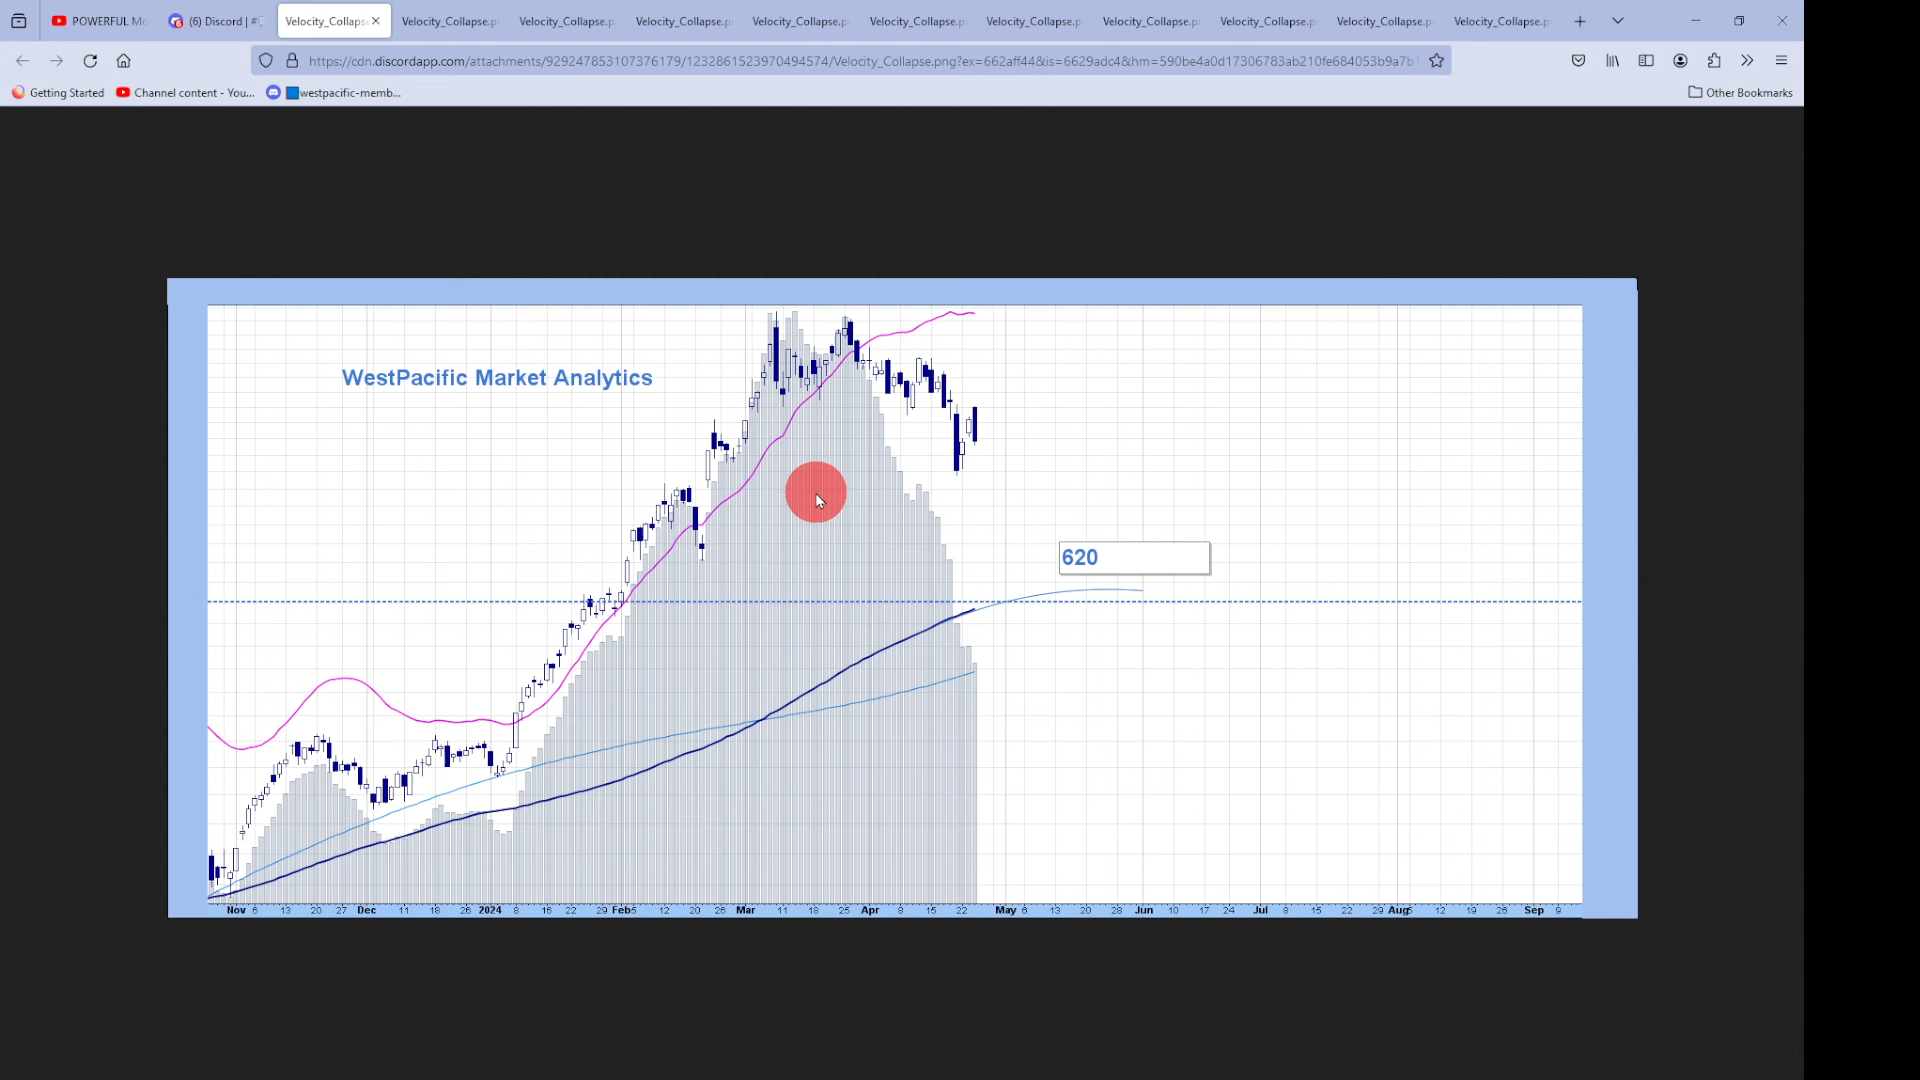 POWERFUL Mo
(6) Discord | #
Velocity_Collaps
Velocity_Collapse.p
Velocity_Collapse.p
Velocity_Collapse.p
Velocity_Collapse.p
Velocity_Collapse.p
Velocity_Collapse.p
Velocity_Collapse.p
Velocity_Collapse.p
Velocity_Collapse.p
Velocity_Collapse.p
https://cdn.discordapp.com/attachments/929247853107376179/1232861523970494574/Velocity_Collapse.png?ex=662aff44&is=6629adc4&hm=590be4a0d17306783ab210fe684053b9a7b1
Getting Started
Channel content - You...
westpacific-memb...
Other Bookmarks
WestPacific Market Analytics
620
Nov 6 13 20 27 Dec 11 18 26 2024 8 16 22 29 Feb5 12 20 26 Mar 11 18 25 Apr 8 15 22 May 6 13 20 28 Jun 10 17 24 Jul 8 15 22 29 Aug5 12 19 26 Sep 9